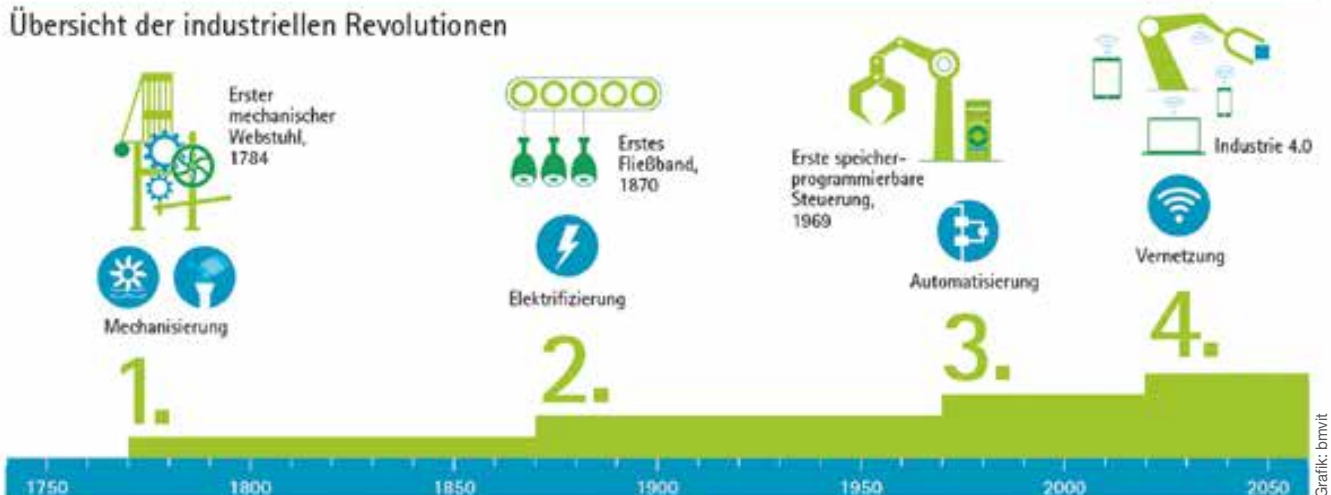 Übersicht der industriellen Revolutionen
Erster
mechanischer
Webstuhl,
1784
Mechanisierung
1.
Erstes
Fließband,
1870
Elektrifizierung
2.
Erste speicher-
programmierbare
Steuerung,
1969
Automatisierung
3.
Industrie 4.0
Vernetzung
4.
1750 1800 1850 1900 1950 2000 2050
Grafik: bmvit